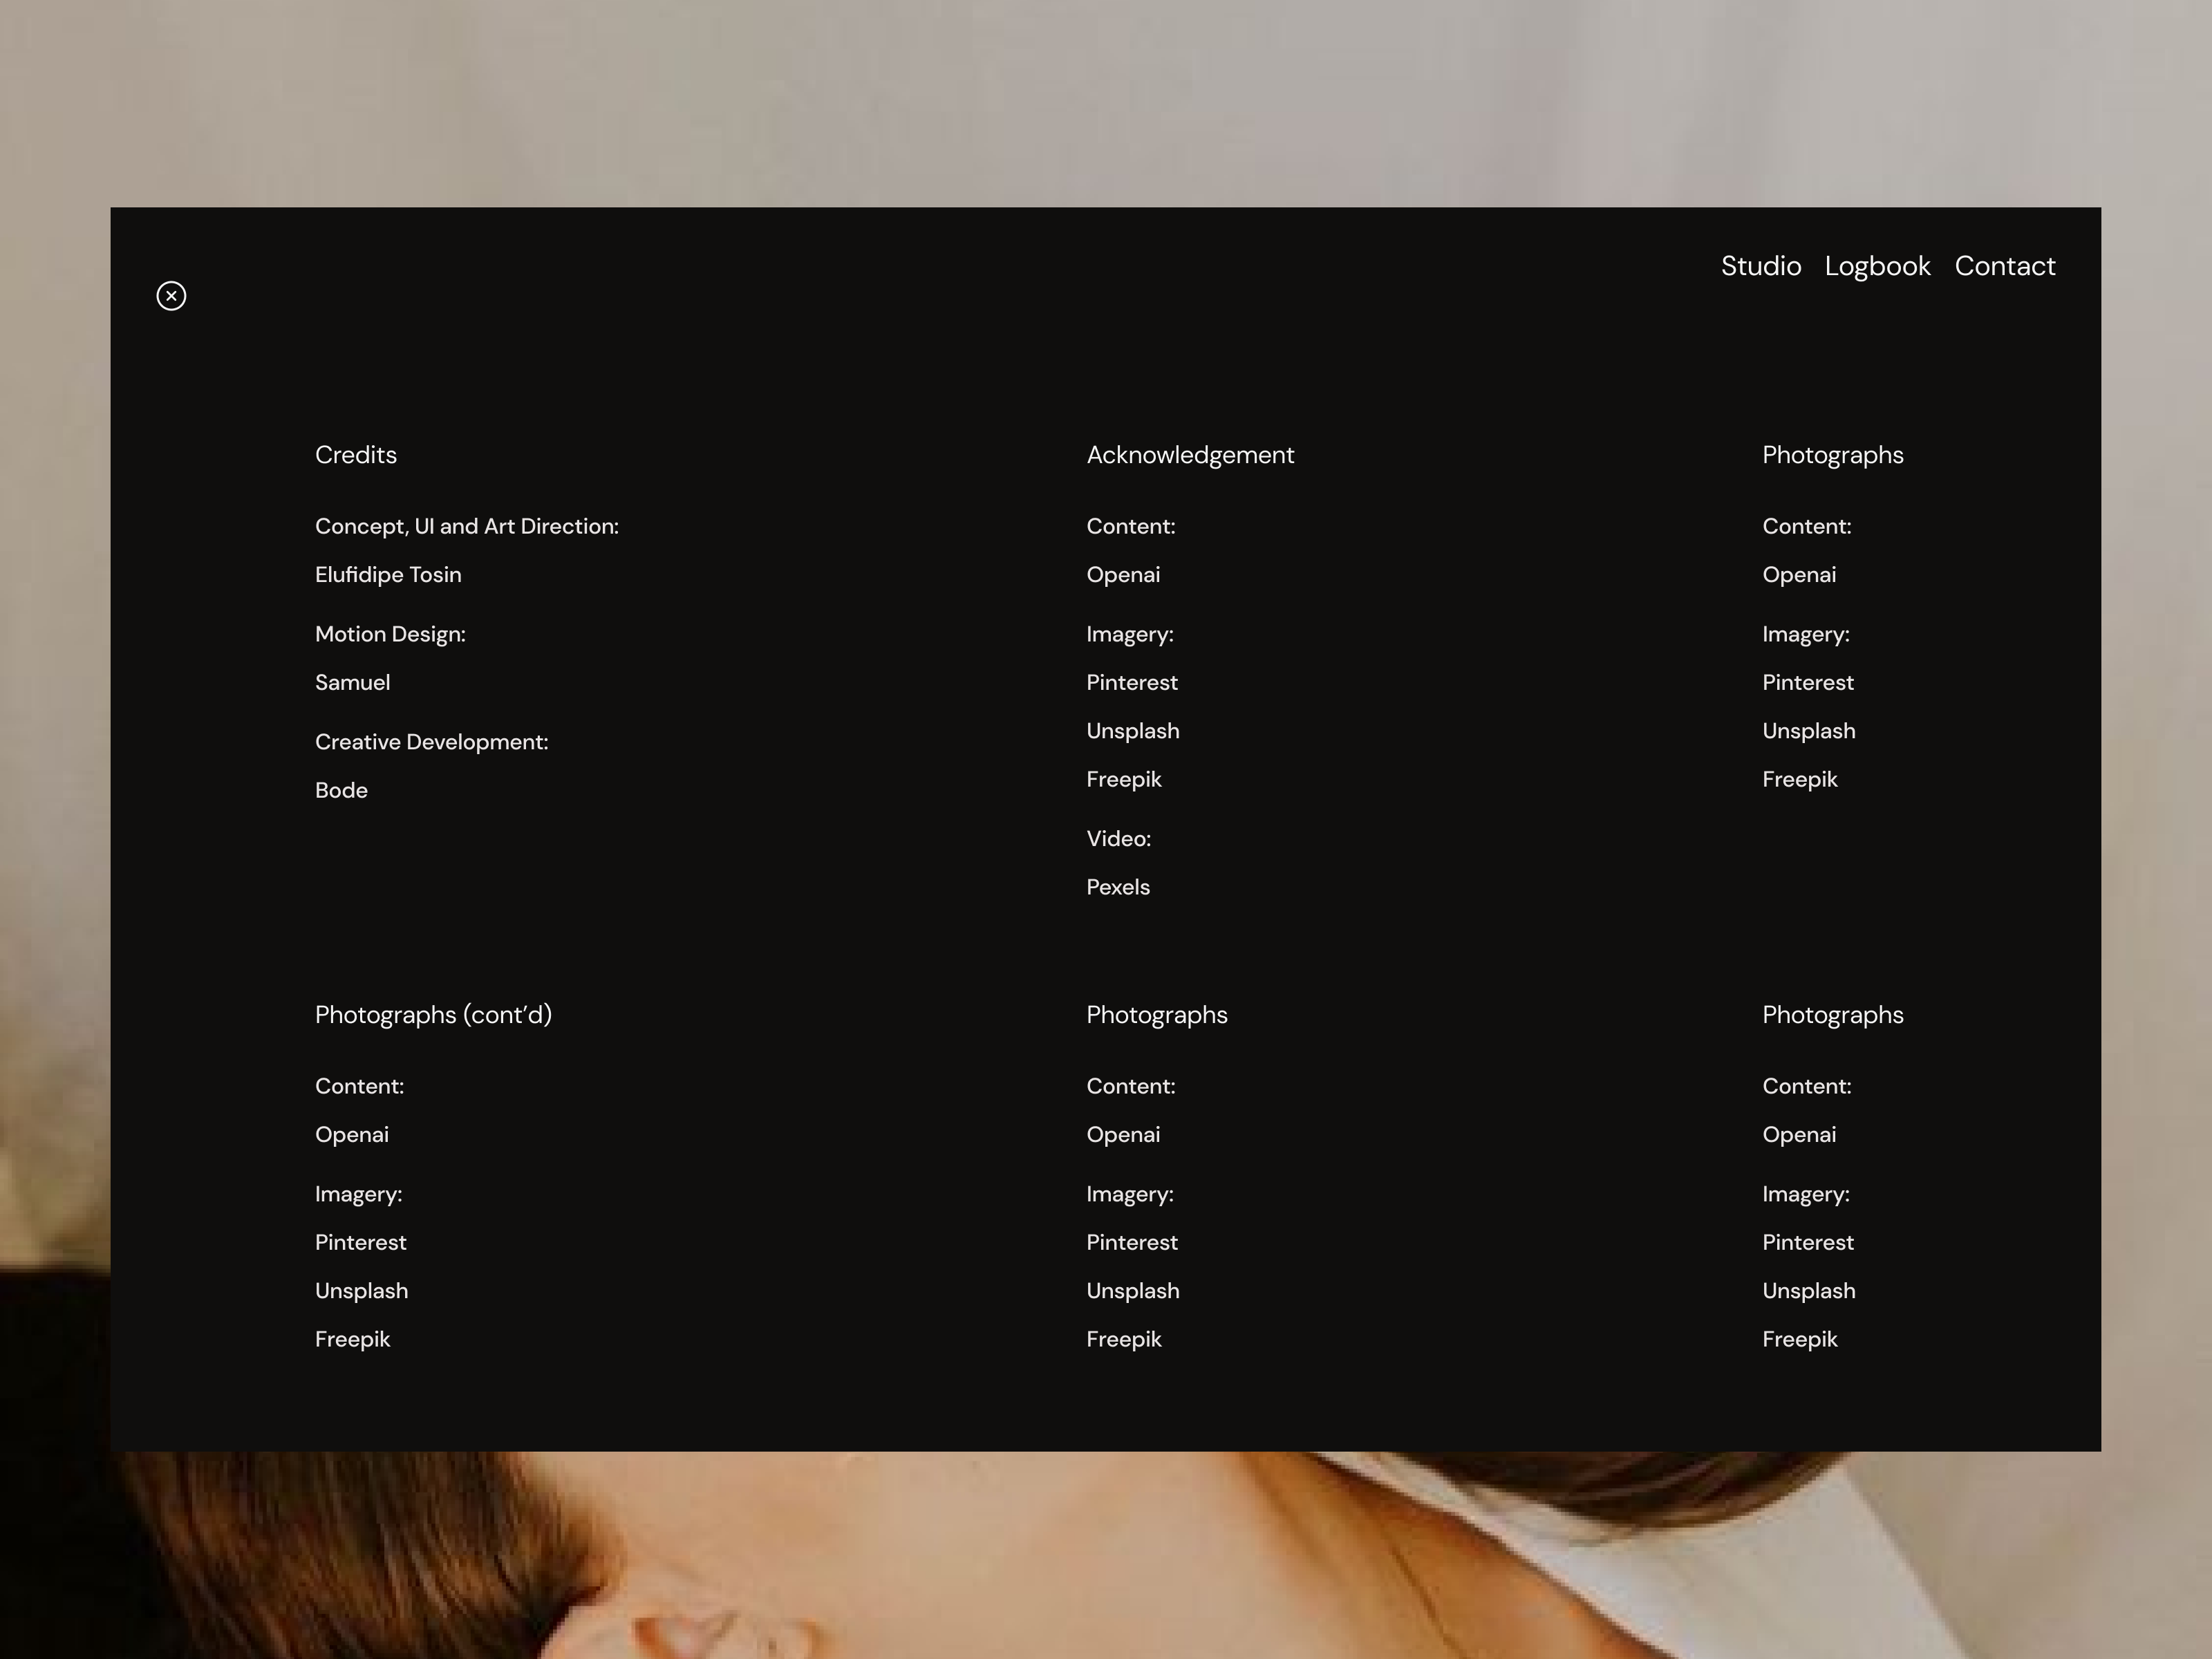 Studio Logbook Contact
Credits
Concept, UI and Art Direction:
Elufidipe Tosin
Motion Design:
Samuel
Creative Development:
Bode
Acknowledgement
Content:
Openai
Imagery:
Pinterest
Unsplash
Freepik
Video:
Pexels
Photographs
Content:
Openai
Imagery:
Pinterest
Unsplash
Freepik
Photographs (cont’d)
Content:
Openai
Imagery:
Pinterest
Unsplash
Freepik
Photographs
Content:
Openai
Imagery:
Pinterest
Unsplash
Freepik
Photographs
Content:
Openai
Imagery:
Pinterest
Unsplash
Freepik